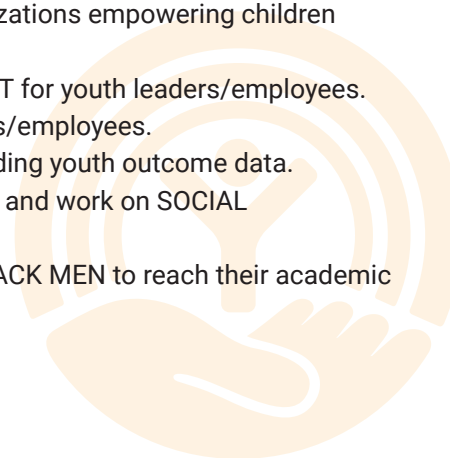 zations empowering children
T for youth leaders/employees.
s/employees.
ding youth outcome data.
and work on SOCIAL
ACK MEN to reach their academic